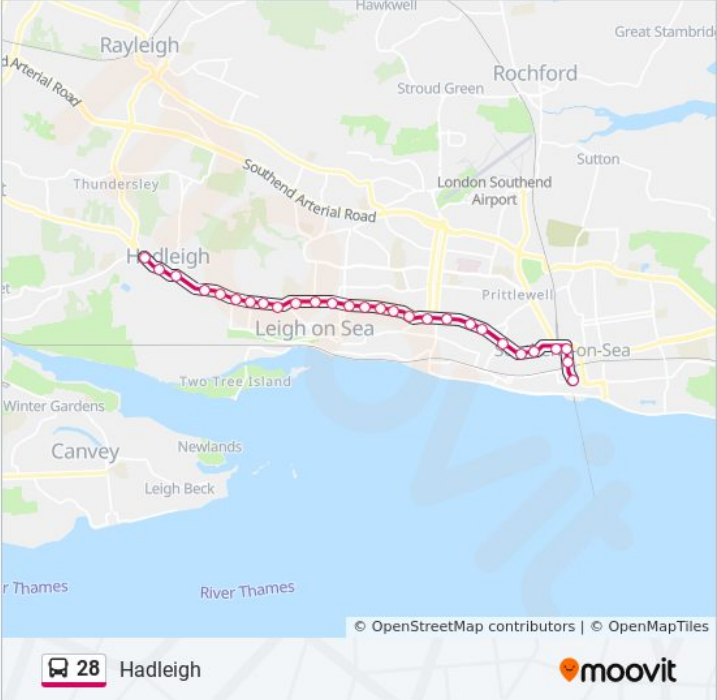 Hawkwell
Great Stambrid
Rayleigh
Rochford
d Arterial Road
Stroud Green
Sutton
Southend Arterial Road
Thundersley
London Southend
Airport
Hadleigh
et
Prittlewell
Leigh on Sea
S on-Sea
Two Tree Island
Winter Gardens
Canvey
Newlands
Leigh Beck
r Thames
River Thames
© OpenStreetMap contributors | © OpenMapTiles
28 Hadleigh
moovit